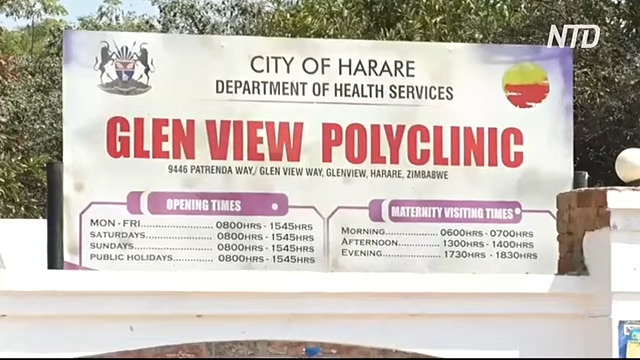 NTD
CITY OF HARARE
DEPARTMENT OF HEALTH SERVICES
GLEN VIEW POLYCLINIC
9446 PATRENDA WAY/ GLEN VIEW WAY, GLENVIEW, HARARE, ZIMBABWE
OPENING TIMES
MON - FRI........................ 0800HRS - 1545HRS
SATURDAYS..................... 0800HRS - 1545HRS
SUNDAYS......................... 0800HRS - 1545HRS
PUBLIC HOLIDAYS............ 0800HRS - 1545HRS
MATERNITY VISITING TIMES
MORNING..................... 0600HRS - 0700HRS
AFTERNOON................. 1300HRS - 1400HRS
EVENING...................... 1730HRS - 1830HRS